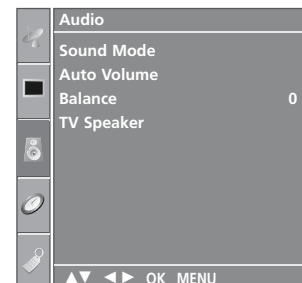 Audio
Sound Mode
Auto Volume
Balance 0
TV Speaker
▲▼ ◄► OK MENU